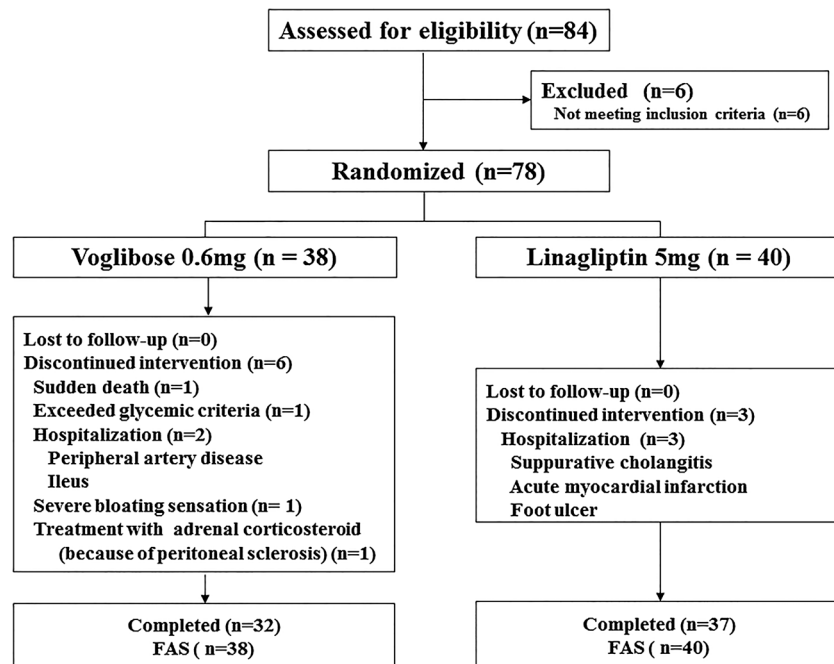 Assessed for eligibility (n=84)
Excluded (n=6)
Not meeting inclusion criteria (n=6)
Randomized (n=78)
Voglibose 0.6mg (n = 38)
Linagliptin 5mg (n = 40)
Lost to follow-up (n=0)
Discontinued intervention (n=6)
Sudden death (n=1)
Exceeded glycemic criteria (n=1)
Hospitalization (n=2)
Peripheral artery disease
Ileus
Severe bloating sensation (n= 1)
Treatment with adrenal corticosteroid
(because of peritoneal sclerosis) (n=1)
Lost to follow-up (n=0)
Discontinued intervention (n=3)
Hospitalization (n=3)
Suppurative cholangitis
Acute myocardial infarction
Foot ulcer
Completed (n=32)
FAS ( n=38)
Completed (n=37)
FAS ( n=40)